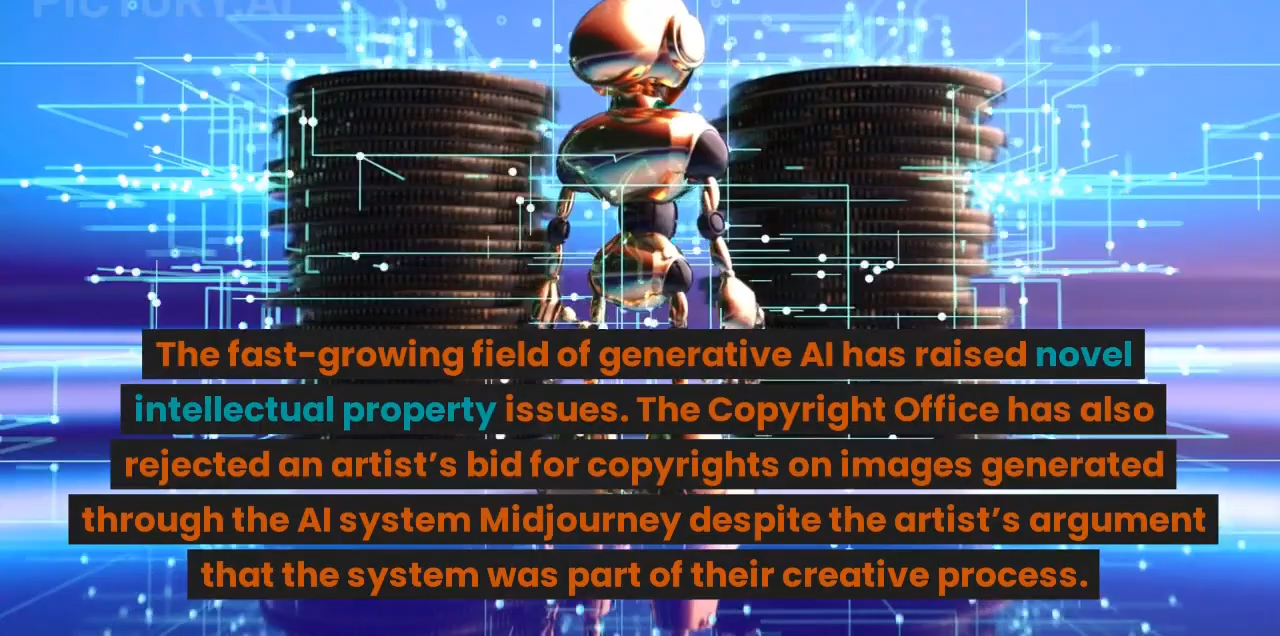 PICTORY.AI
The fast-growing field of generative AI has raised novel
intellectual property issues. The Copyright Office has also
rejected an artist’s bid for copyrights on images generated
through the AI system Midjourney despite the artist’s argument
that the system was part of their creative process.